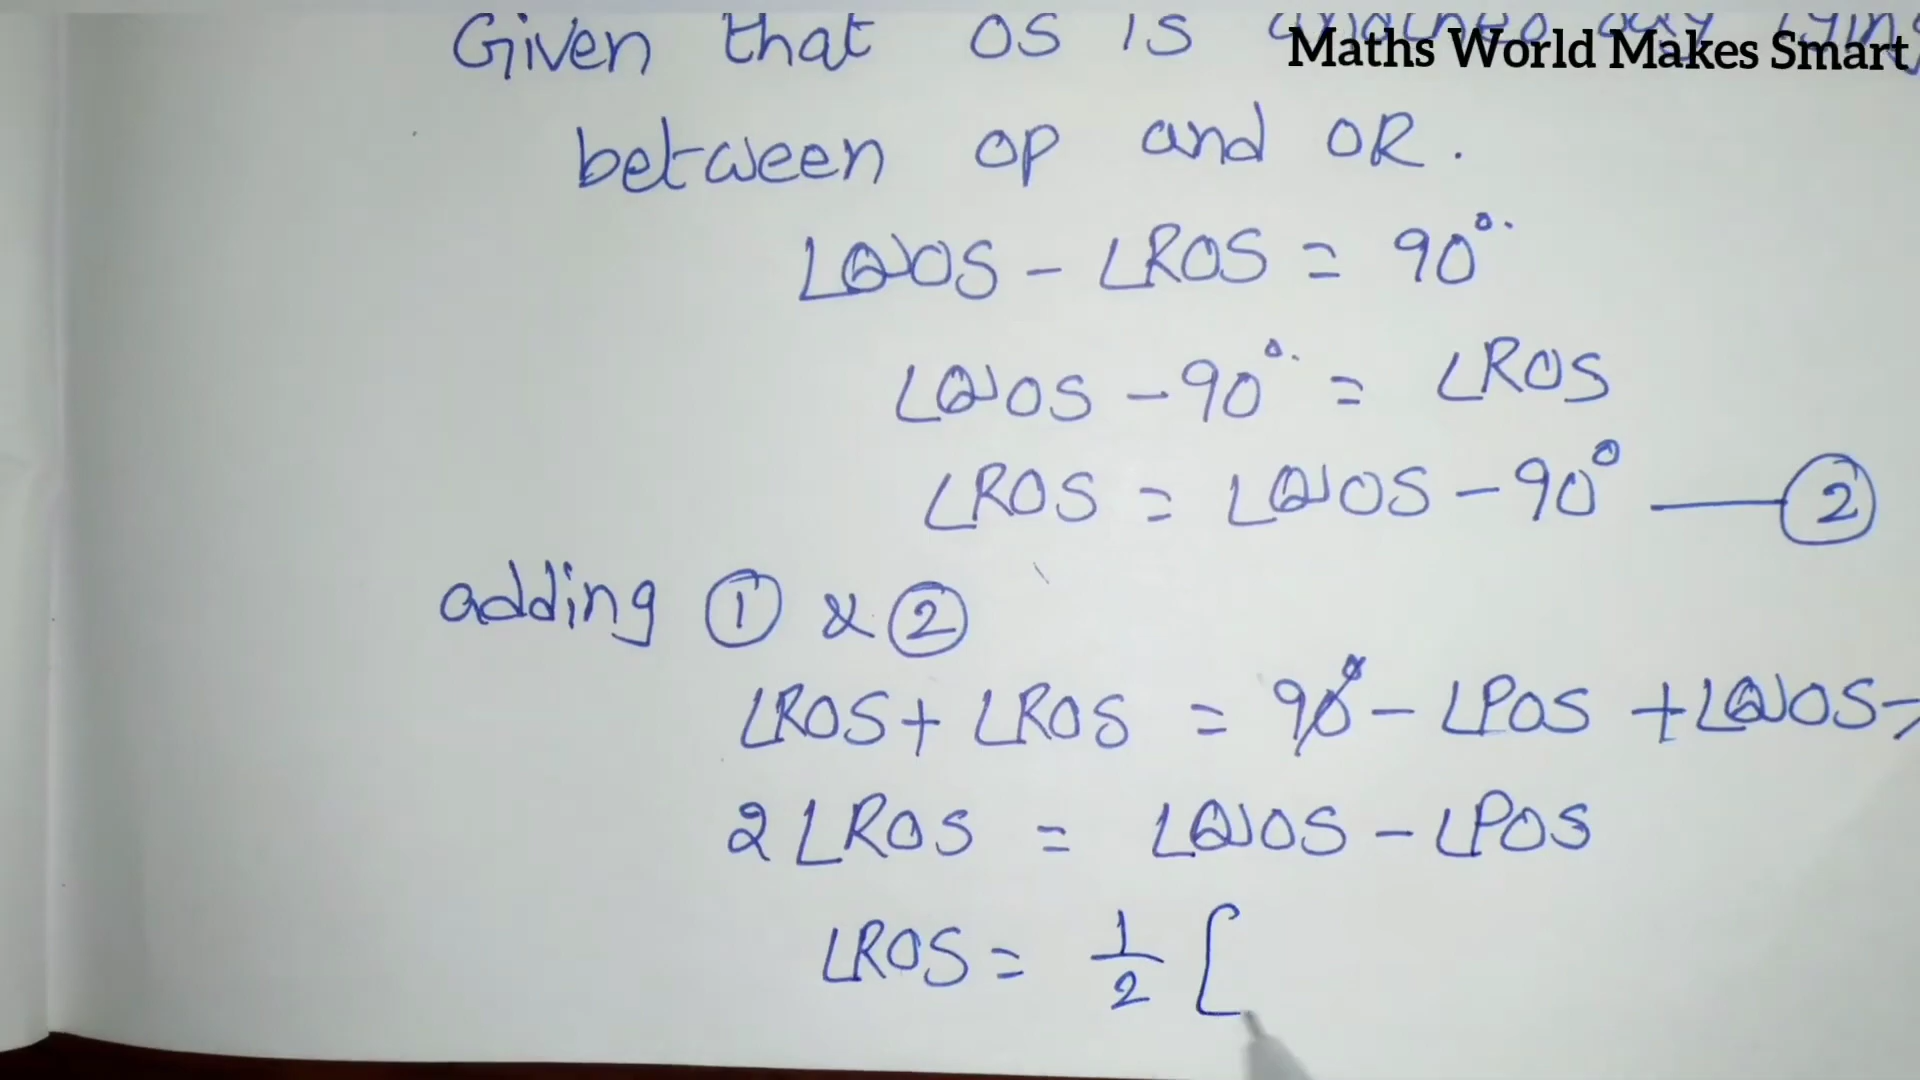 Given that OS is
Maths World Makes Smart
between OP and OR.
∠QOS - ∠ROS = 90°.
∠QOS - 90°. = ∠ROS
∠ROS = ∠QOS - 90° — ②
adding ① & ②
∠ROS + ∠ROS = 90° - ∠POS + ∠QOS -
2∠ROS = ∠QOS - ∠POS
∠ROS = 1/2 [